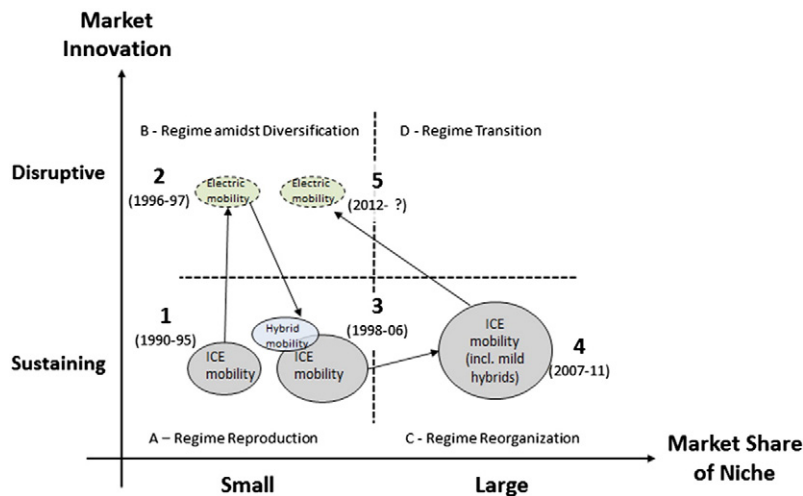 Market
Innovation
B - Regime amidst Diversification
D - Regime Transition
Disruptive
2
(1996-97)
Electric
mobility
Electric
mobility
5
(2012- ?)
1
(1990-95)
Hybrid
mobility
3
(1998-06)
ICE
mobility
(incl. mild
hybrids)
4
(2007-11)
Sustaining
ICE
mobility
ICE
mobility
A – Regime Reproduction
C - Regime Reorganization
Market Share
of Niche
Small
Large